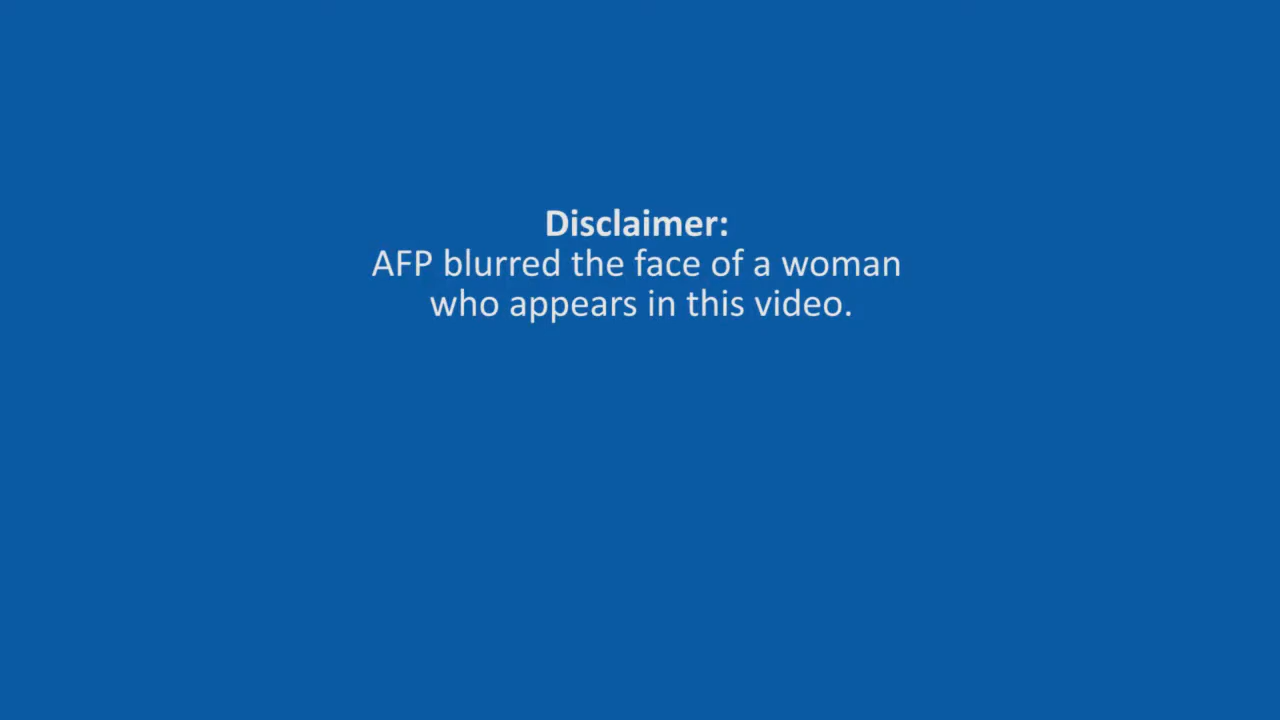 Disclaimer:
AFP blurred the face of a woman
who appears in this video.